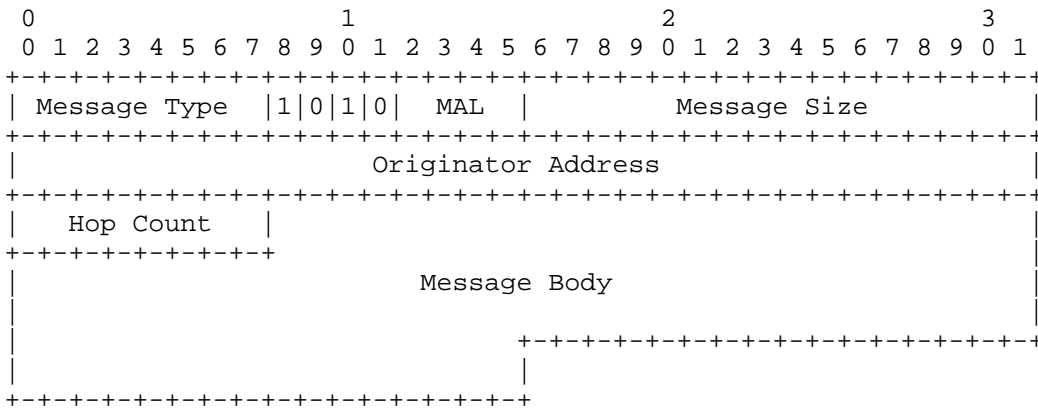 0                   1                   2                   3
 0 1 2 3 4 5 6 7 8 9 0 1 2 3 4 5 6 7 8 9 0 1 2 3 4 5 6 7 8 9 0 1
+-+-+-+-+-+-+-+-+-+-+-+-+-+-+-+-+-+-+-+-+-+-+-+-+-+-+-+-+-+-+-+-+
| Message Type  |1|0|1|0|  MAL  |         Message Size          |
+-+-+-+-+-+-+-+-+-+-+-+-+-+-+-+-+-+-+-+-+-+-+-+-+-+-+-+-+-+-+-+-+
|                      Originator Address                       |
+-+-+-+-+-+-+-+-+-+-+-+-+-+-+-+-+-+-+-+-+-+-+-+-+-+-+-+-+-+-+-+-+
|   Hop Count   |                                               |
+-+-+-+-+-+-+-+-+                                               |
|                         Message Body                          |
|                                                               |
|                               +-+-+-+-+-+-+-+-+-+-+-+-+-+-+-+-+
|                               |
+-+-+-+-+-+-+-+-+-+-+-+-+-+-+-+-+